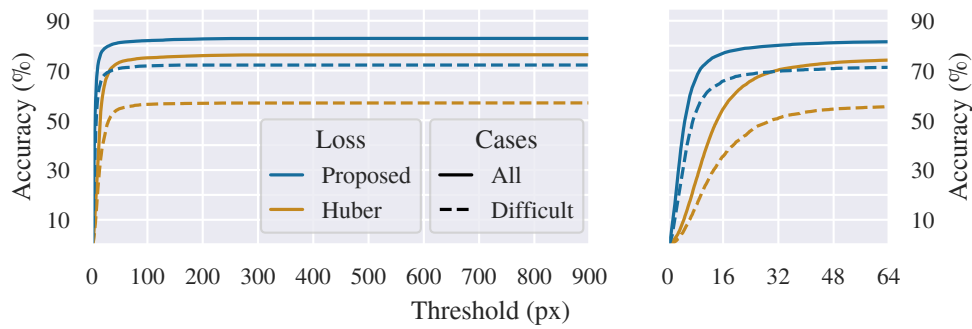 90
70
50
30
10
Accuracy (%)
Loss
Proposed
Huber
Cases
All
Difficult
0 100 200 300 400 500 600 700 800 900
0 16 32 48 64
90
70
50
30
10
Accuracy (%)
Threshold (px)